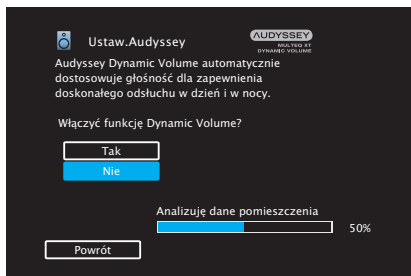 Ustaw.Audyssey
AUDYSSEY
MULTEQ XT
DYNAMIC VOLUME
Audyssey Dynamic Volume automatycznie
dostosowuje głośność dla zapewnienia
doskonałego odsłuchu w dzień i w nocy.
Włączyć funkcję Dynamic Volume?
Tak
Nie
Analizuję dane pomieszczenia
50%
Powrót